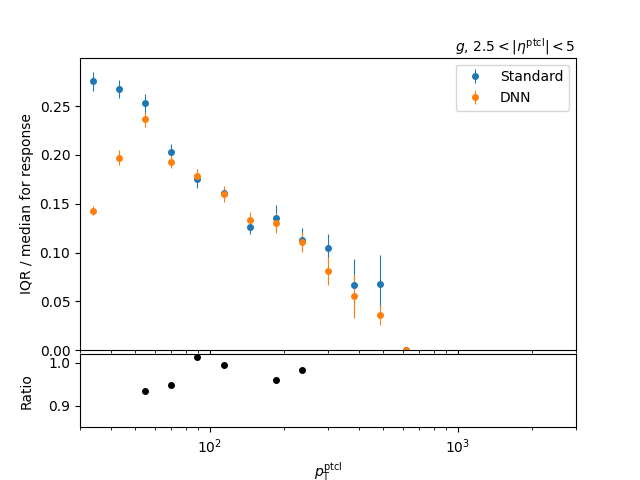 g, 2.5 < |η^ptcl| < 5
Standard
DNN
IQR / median for response
0.25
0.20
0.15
0.10
0.05
0.00
Ratio
1.0
0.9
10^2
10^3
p_T^ptcl